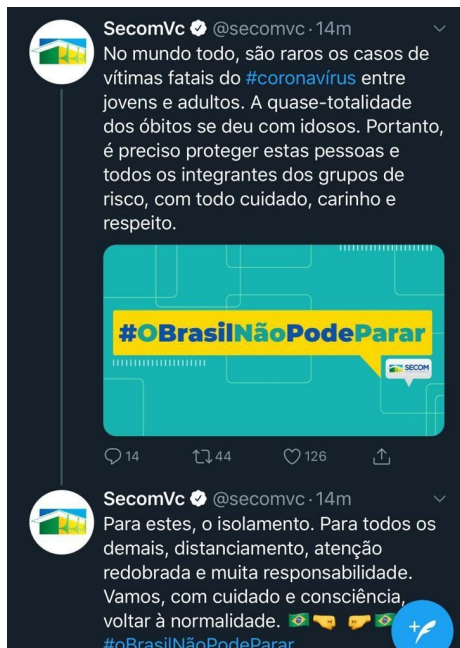 SecomVc @secomvc · 14m
No mundo todo, são raros os casos de
vítimas fatais do #coronavírus entre
jovens e adultos. A quase-totalidade
dos óbitos se deu com idosos. Portanto,
é preciso proteger estas pessoas e
todos os integrantes dos grupos de
risco, com todo cuidado, carinho e
respeito.
#OBrasilNãoPodeParar
SECOM
14 44 126
SecomVc @secomvc · 14m
Para estes, o isolamento. Para todos os
demais, distanciamento, atenção
redobrada e muita responsabilidade.
Vamos, com cuidado e consciência,
voltar à normalidade.
#oBrasilNãoPodeParar